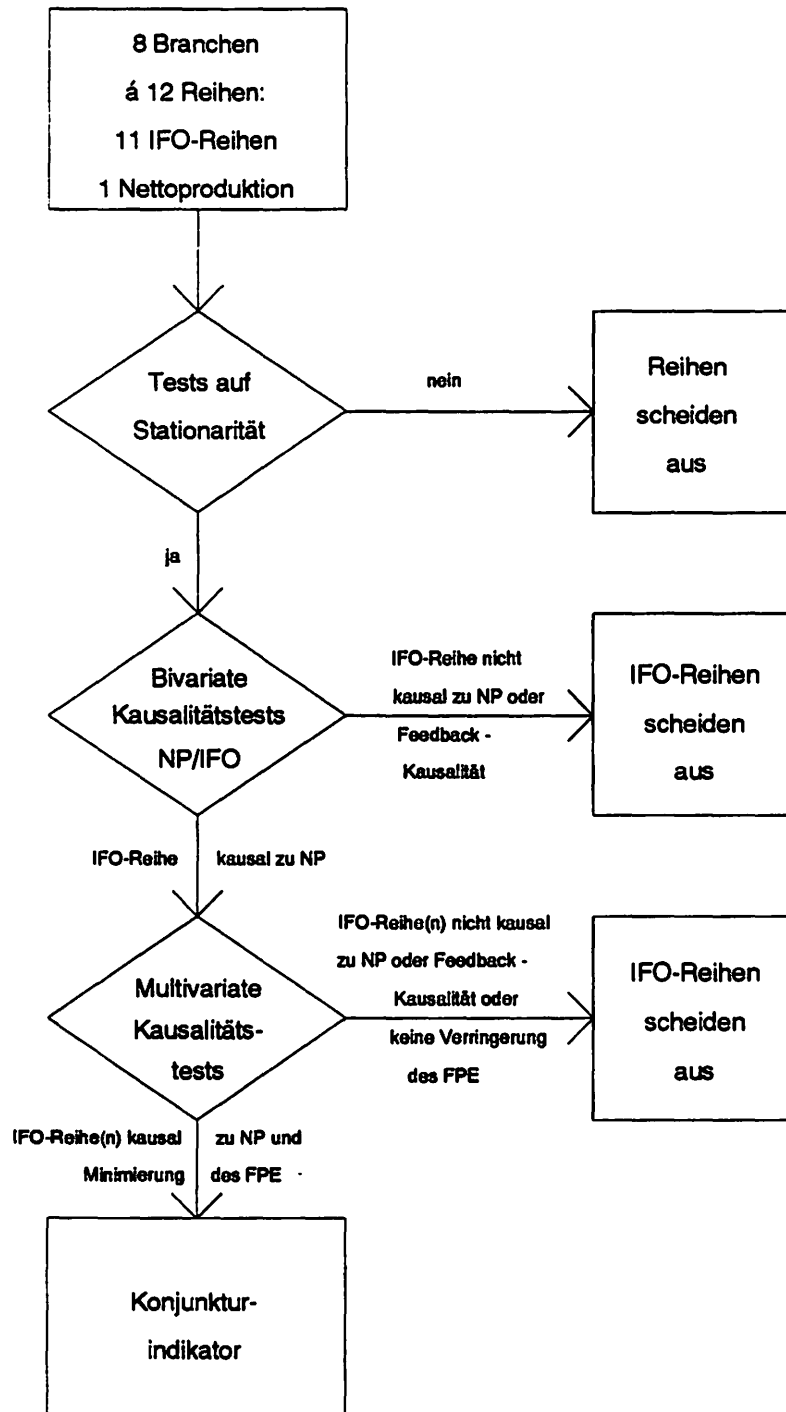 8 Branchen
á 12 Reihen:
11 IFO-Reihen
1 Nettoproduktion
Tests auf
Stationarität
nein
Reihen
scheiden
aus
ja
Bivariate
Kausalitätstests
NP/IFO
IFO-Reihe nicht
kausal zu NP oder
Feedback -
Kausalität
IFO-Reihen
scheiden
aus
IFO-Reihe kausal zu NP
Multivariate
Kausalitäts-
tests
IFO-Reihe(n) nicht kausal
zu NP oder Feedback -
Kausalität oder
keine Verringerung
des FPE
IFO-Reihen
scheiden
aus
IFO-Reihe(n) kausal zu NP und
Minimierung des FPE
Konjunktur-
indikator